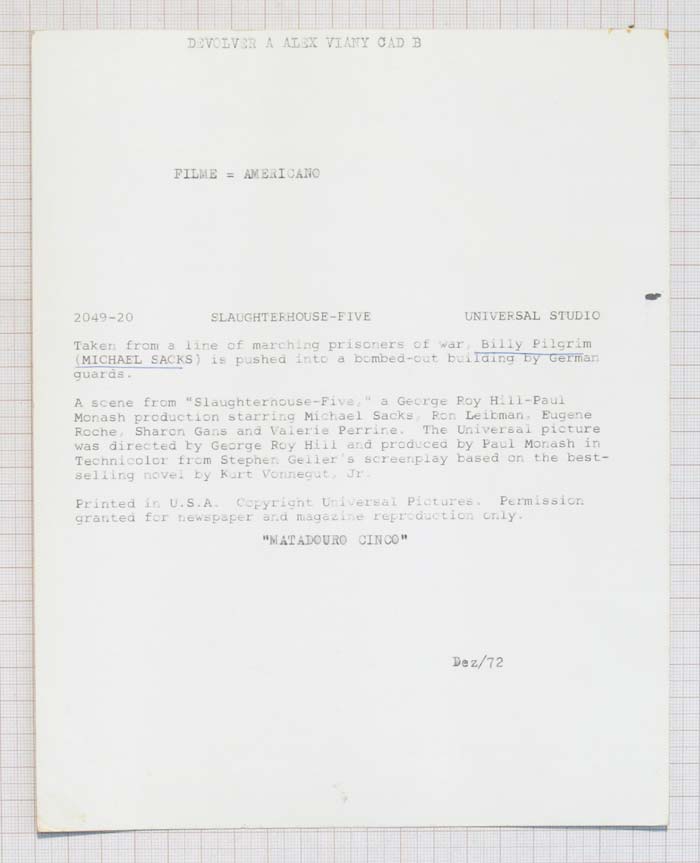 DEVOLVER A ALEX VIANY CAD B
FILME = AMERICANO
2049-20 SLAUGHTERHOUSE-FIVE UNIVERSAL STUDIO
Taken from a line of marching prisoners of war, Billy Pilgrim
(MICHAEL SACKS) is pushed into a bombed-out building by German
guards.
A scene from "Slaughterhouse-Five," a George Roy Hill-Paul
Monash production starring Michael Sacks, Ron Leibman, Eugene
Roche, Sharon Gans and Valerie Perrine. The Universal picture
was directed by George Roy Hill and produced by Paul Monash in
Technicolor from Stephen Geller's screenplay based on the best-
selling novel by Kurt Vonnegut, Jr.
Printed in U.S.A. Copyright Universal Pictures. Permission
granted for newspaper and magazine reproduction only.
"MATADOURO CINCO"
Dez/72